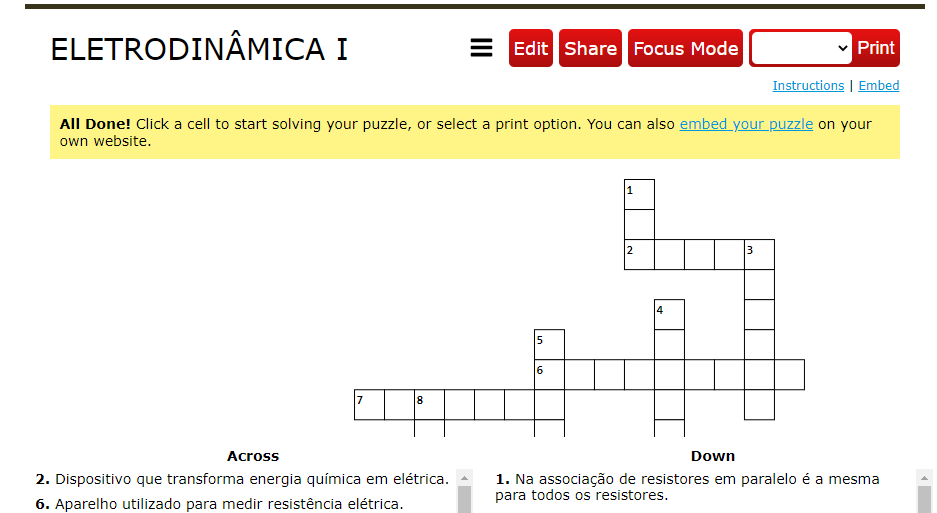 ELETRODINÂMICA I
Edit Share Focus Mode Print
Instructions | Embed
All Done! Click a cell to start solving your puzzle, or select a print option. You can also embed your puzzle on your
own website.
1
2 3
4
5
6
7 8
Across
2. Dispositivo que transforma energia química em elétrica.
6. Aparelho utilizado para medir resistência elétrica.
Down
1. Na associação de resistores em paralelo é a mesma
para todos os resistores.